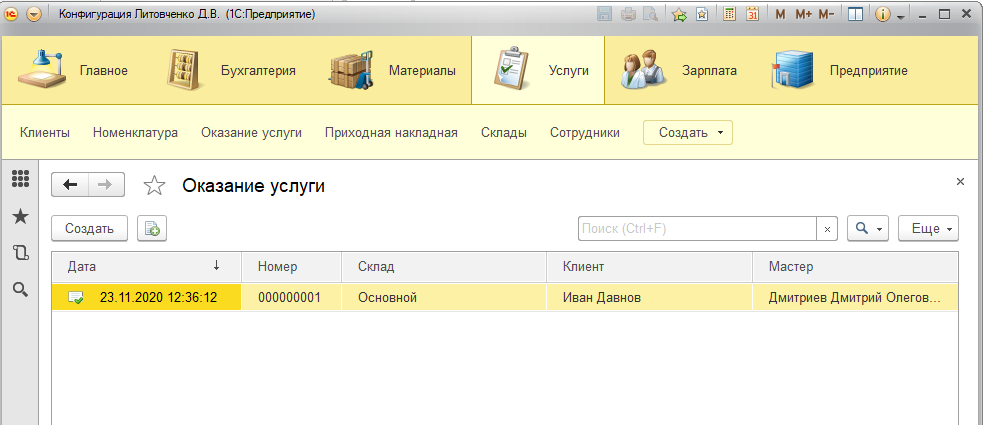 Конфигурация Литовченко Д.В. (1С:Предприятие)
M M+ M-
Главное Бухгалтерия Материалы Услуги Зарплата Предприятие
Клиенты Номенклатура Оказание услуги Приходная накладная Склады Сотрудники Создать
Оказание услуги
Создать Поиск (Ctrl+F) Еще
Дата Номер Склад Клиент Мастер
23.11.2020 12:36:12 000000001 Основной Иван Давнов Дмитриев Дмитрий Олегов...